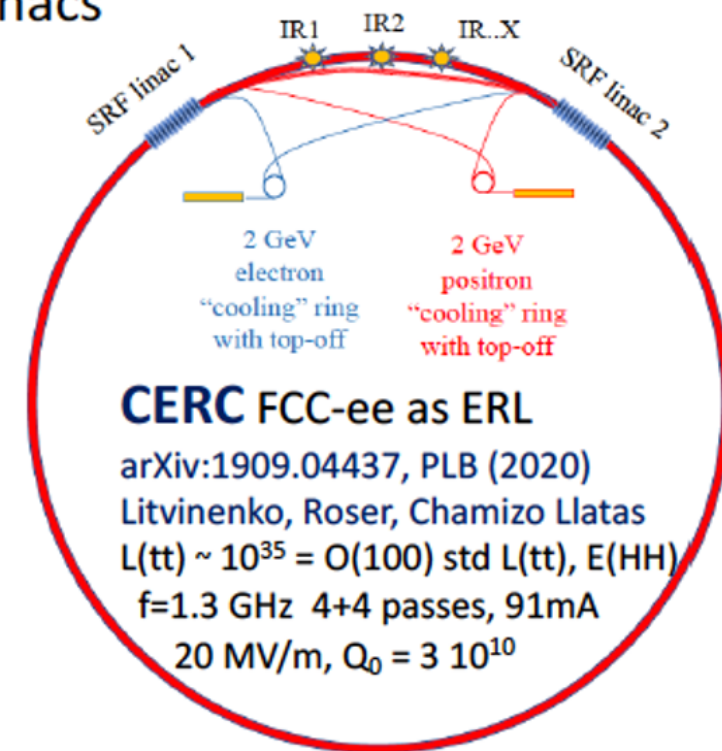 IR1 IR2 IR..X
SRF linac 1
SRF linac 2
2 GeV
electron
“cooling” ring
with top-off
2 GeV
positron
“cooling” ring
with top-off
CERC FCC-ee as ERL
arXiv:1909.04437, PLB (2020)
Litvinenko, Roser, Chamizo Llatas
L(tt) ~ 10³⁵ = O(100) std L(tt), E(HH)
f=1.3 GHz 4+4 passes, 91mA
20 MV/m, Q₀ = 3 10¹⁰